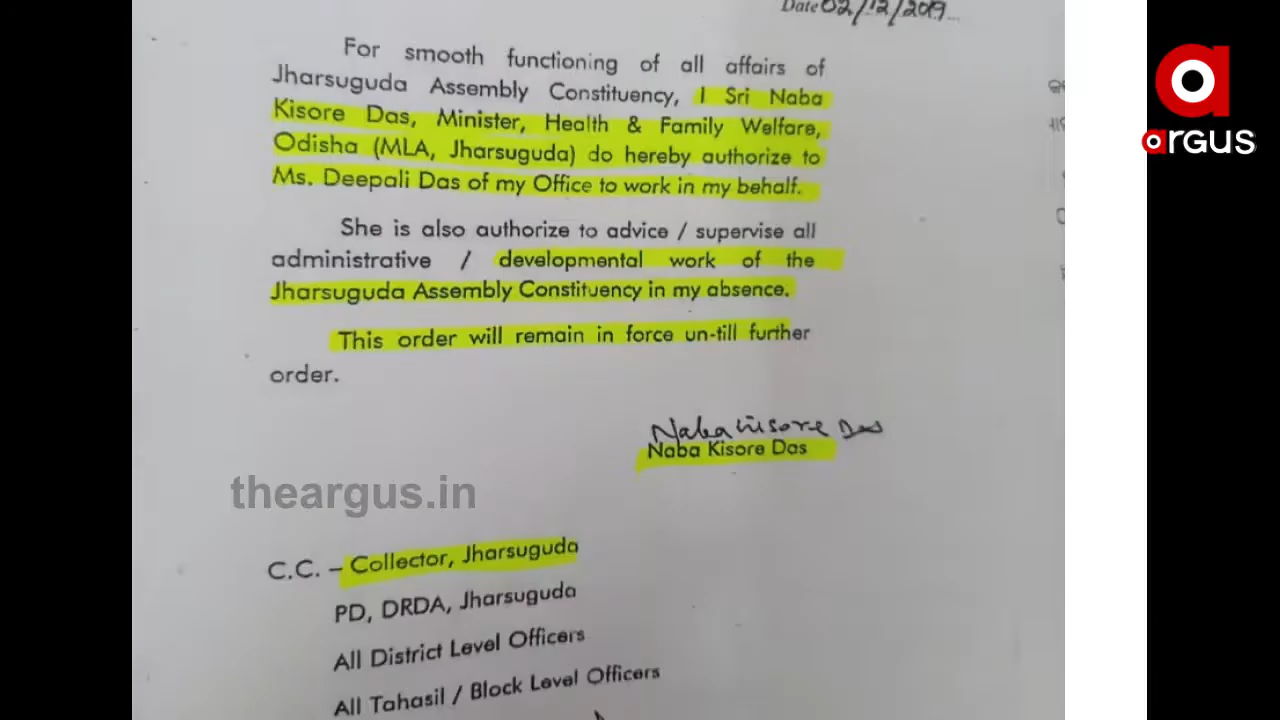 Date 02/12/2019
For smooth functioning of all affairs of
Jharsuguda Assembly Constituency, I Sri Naba
Kisore Das, Minister, Health & Family Welfare,
Odisha (MLA, Jharsuguda) do hereby authorize to
Ms. Deepali Das of my Office to work in my behalf.
She is also authorize to advice / supervise all
administrative / developmental work of the
Jharsuguda Assembly Constituency in my absence.
This order will remain in force un-till further
order.
Naba Kisore Das
Naba Kisore Das
theargus.in
C.C. – Collector, Jharsuguda
PD, DRDA, Jharsuguda
All District Level Officers
All Tahasil / Block Level Officers
argus